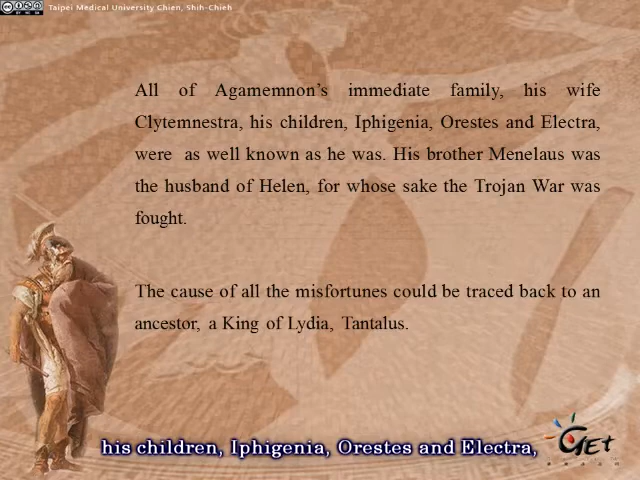 Taipei Medical University Chien, Shih-Chieh
All of Agamemnon's immediate family, his wife
Clytemnestra, his children, Iphigenia, Orestes and Electra,
were as well known as he was. His brother Menelaus was
the husband of Helen, for whose sake the Trojan War was
fought.
The cause of all the misfortunes could be traced back to an
ancestor, a King of Lydia, Tantalus.
his children, Iphigenia, Orestes and Electra,
GET